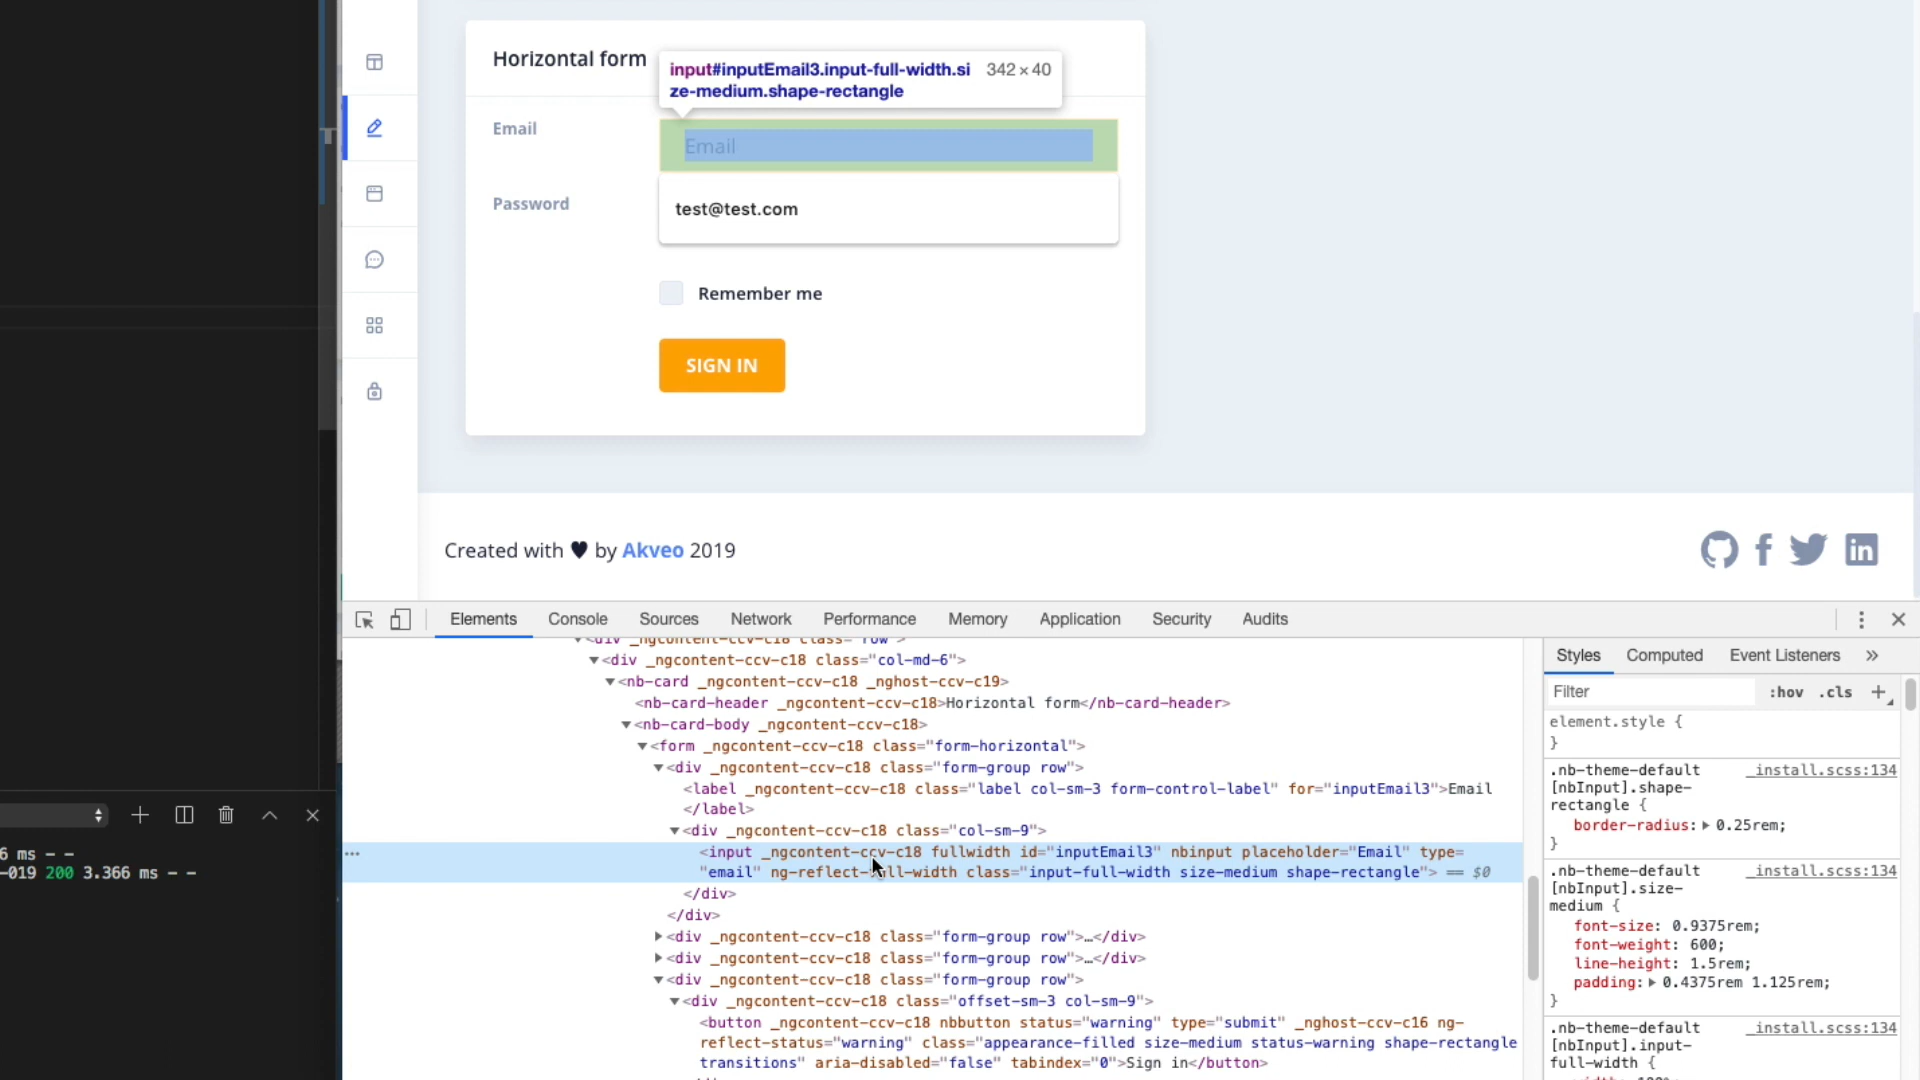 Horizontal form
input#inputEmail3.input-full-width.si 342 × 40
ze-medium.shape-rectangle
Email
Email
Password
test@test.com
Remember me
SIGN IN
Created with ♥ by Akveo 2019
Elements Console Sources Network Performance Memory Application Security Audits
6 ms - -
-019 200 3.366 ms - -
▼<div _ngcontent-ccv-c18 class="row">
▼<div _ngcontent-ccv-c18 class="col-md-6">
▼<nb-card _ngcontent-ccv-c18 _nghost-ccv-c19>
<nb-card-header _ngcontent-ccv-c18>Horizontal form</nb-card-header>
▼<nb-card-body _ngcontent-ccv-c18>
▼<form _ngcontent-ccv-c18 class="form-horizontal">
▼<div _ngcontent-ccv-c18 class="form-group row">
<label _ngcontent-ccv-c18 class="label col-sm-3 form-control-label" for="inputEmail3">Email
</label>
▼<div _ngcontent-ccv-c18 class="col-sm-9">
<input _ngcontent-ccv-c18 fullwidth id="inputEmail3" nbinput placeholder="Email" type=
"email" ng-reflect-full-width class="input-full-width size-medium shape-rectangle"> == $0
</div>
</div>
▶<div _ngcontent-ccv-c18 class="form-group row">…</div>
▶<div _ngcontent-ccv-c18 class="form-group row">…</div>
▼<div _ngcontent-ccv-c18 class="form-group row">
▼<div _ngcontent-ccv-c18 class="offset-sm-3 col-sm-9">
<button _ngcontent-ccv-c18 nbbutton status="warning" type="submit" _nghost-ccv-c16 ng-
reflect-status="warning" class="appearance-filled size-medium status-warning shape-rectangle
transitions" aria-disabled="false" tabindex="0">Sign in</button>
Styles Computed Event Listeners »
Filter :hov .cls +
element.style {
}
.nb-theme-default _install.scss:134
[nbInput].shape-
rectangle {
border-radius: ▶ 0.25rem;
}
.nb-theme-default _install.scss:134
[nbInput].size-
medium {
font-size: 0.9375rem;
font-weight: 600;
line-height: 1.5rem;
padding: ▶ 0.4375rem 1.125rem;
}
.nb-theme-default _install.scss:134
[nbInput].input-
full-width {